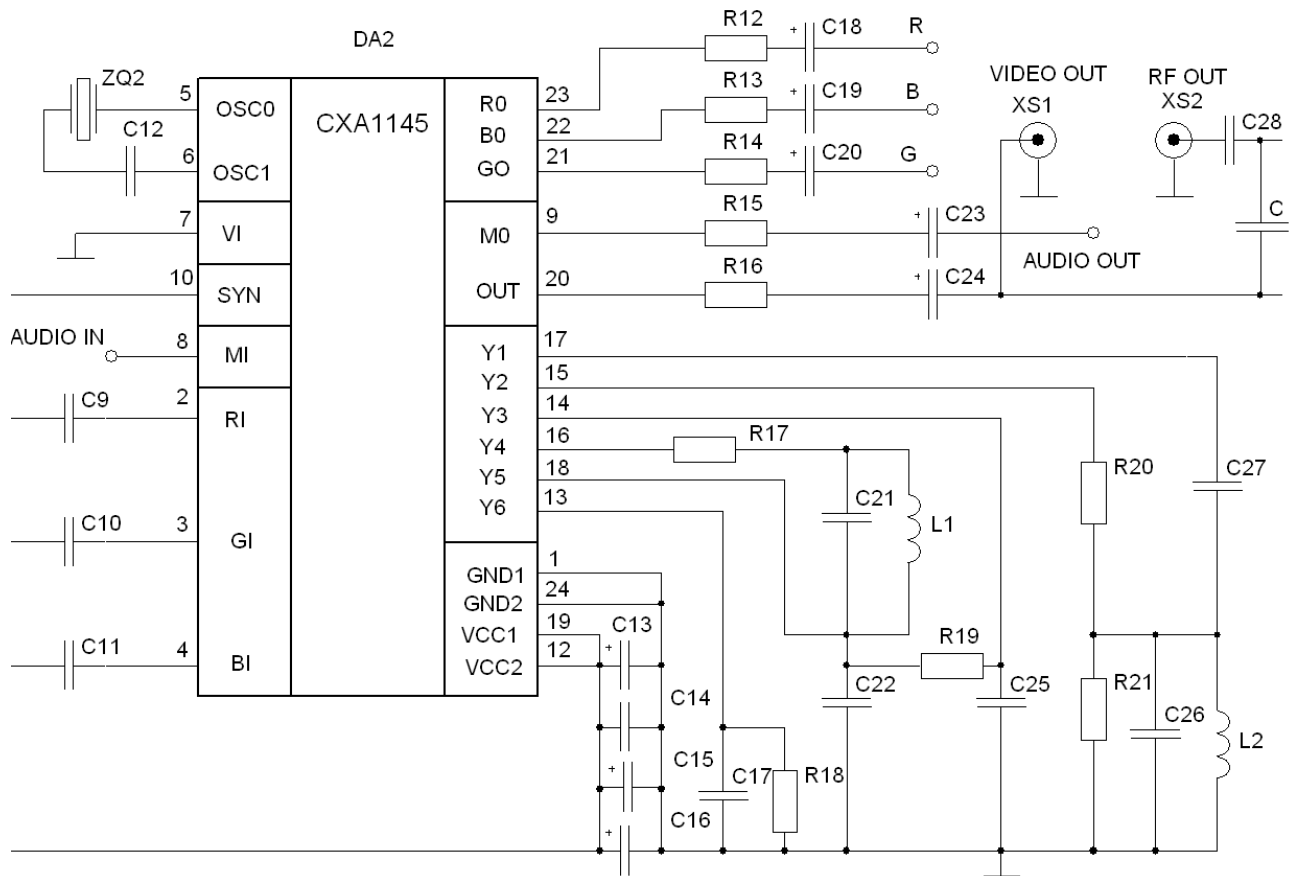 R12
C18
R
DA2
VIDEO OUT
RF OUT
ZQ2
5
OSC0
CXA1145
R0
23
R13
C19
B
XS1
XS2
C12
B0
22
C28
6
OSC1
GO
21
R14
C20
G
7
VI
M0
9
R15
C23
C
AUDIO OUT
10
SYN
OUT
20
R16
C24
AUDIO IN
8
MI
Y1
17
Y2
15
C9
2
RI
Y3
14
Y4
16
R17
Y5
18
R20
C27
Y6
13
C21
L1
C10
3
GI
GND1
1
GND2
24
VCC1
19
C13
R19
C11
4
BI
VCC2
12
C22
C25
R21
C14
C26
L2
C15
C17
R18
C16